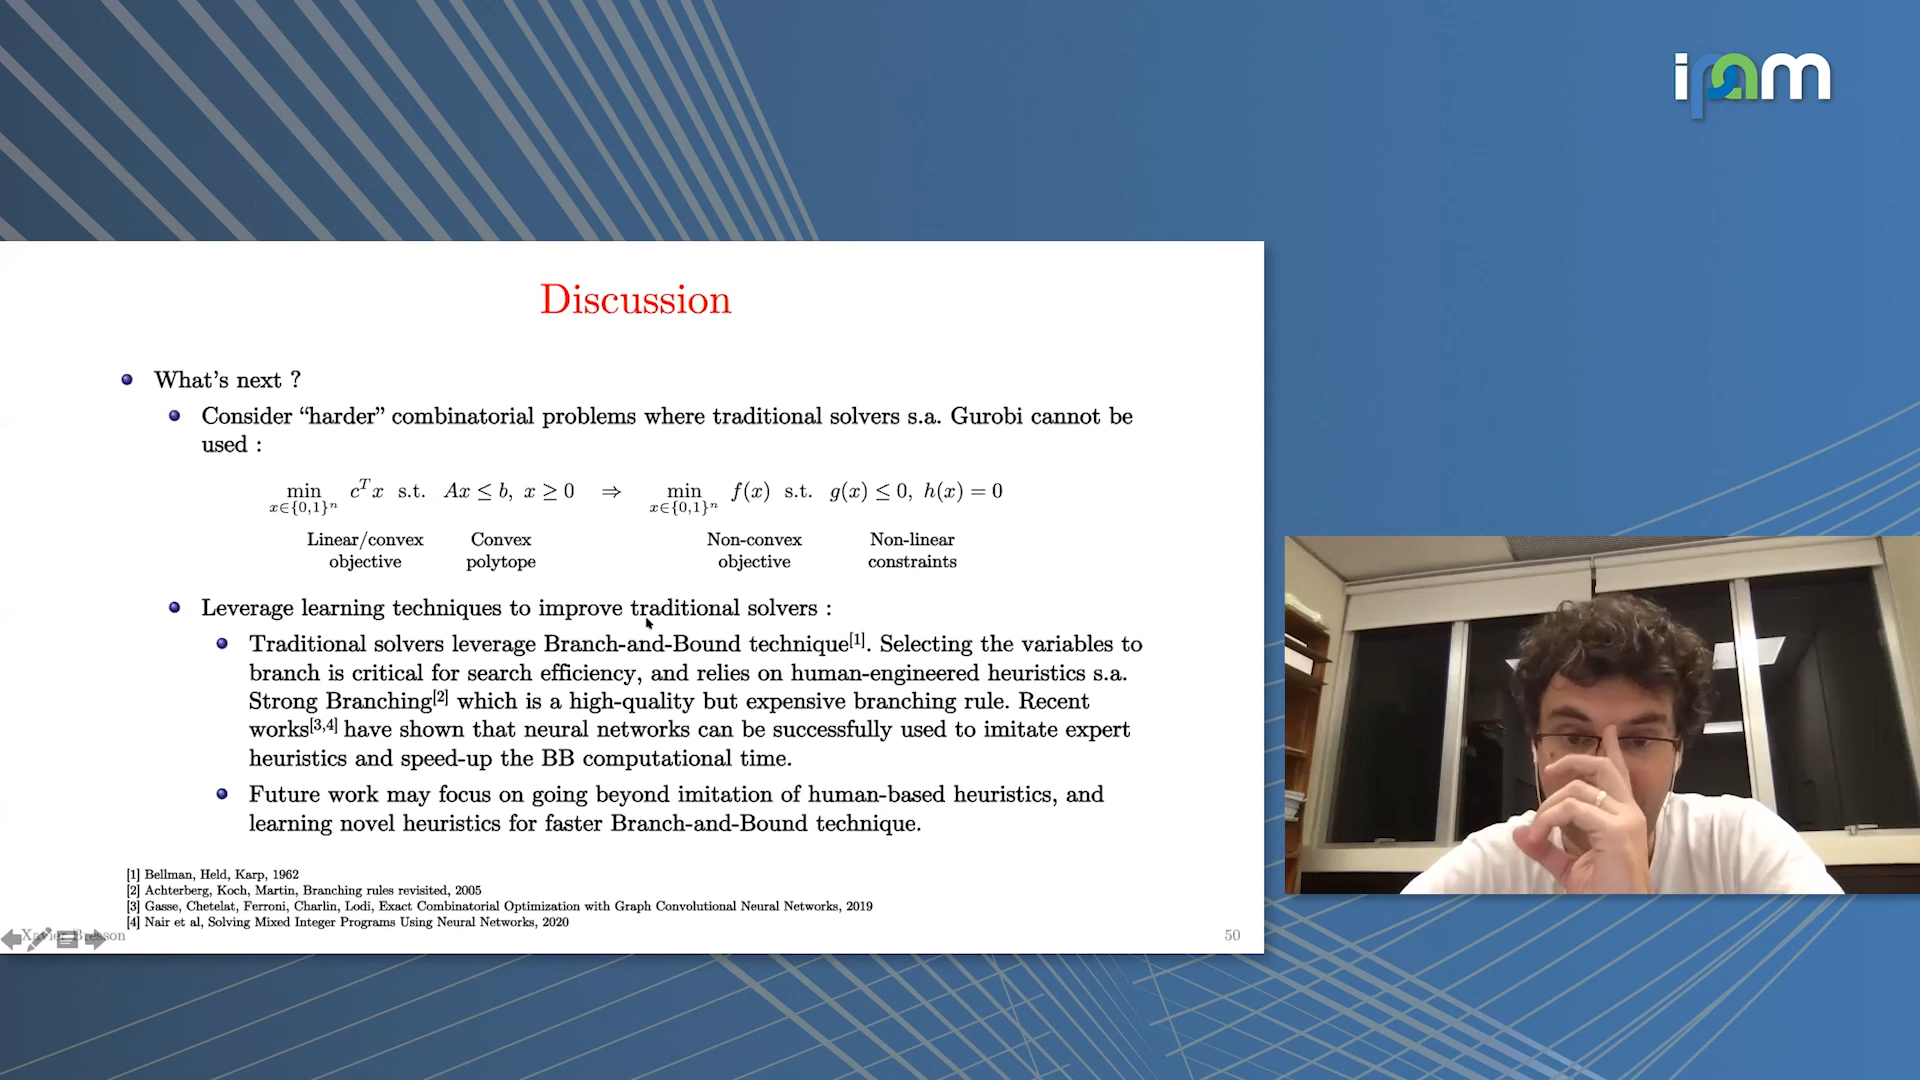 ipam
Discussion
What's next ?
Consider “harder” combinatorial problems where traditional solvers s.a. Gurobi cannot be
used :
min x∈{0,1}ⁿ cᵀx s.t. Ax ≤ b, x ≥ 0 ⇒ min x∈{0,1}ⁿ f(x) s.t. g(x) ≤ 0, h(x) = 0
Linear/convex objective Convex polytope Non-convex objective Non-linear constraints
Leverage learning techniques to improve traditional solvers :
Traditional solvers leverage Branch-and-Bound technique[1]. Selecting the variables to
branch is critical for search efficiency, and relies on human-engineered heuristics s.a.
Strong Branching[2] which is a high-quality but expensive branching rule. Recent
works[3,4] have shown that neural networks can be successfully used to imitate expert
heuristics and speed-up the BB computational time.
Future work may focus on going beyond imitation of human-based heuristics, and
learning novel heuristics for faster Branch-and-Bound technique.
[1] Bellman, Held, Karp, 1962
[2] Achterberg, Koch, Martin, Branching rules revisited, 2005
[3] Gasse, Chetelat, Ferroni, Charlin, Lodi, Exact Combinatorial Optimization with Graph Convolutional Neural Networks, 2019
[4] Nair et al, Solving Mixed Integer Programs Using Neural Networks, 2020
Xavier Bresson 50